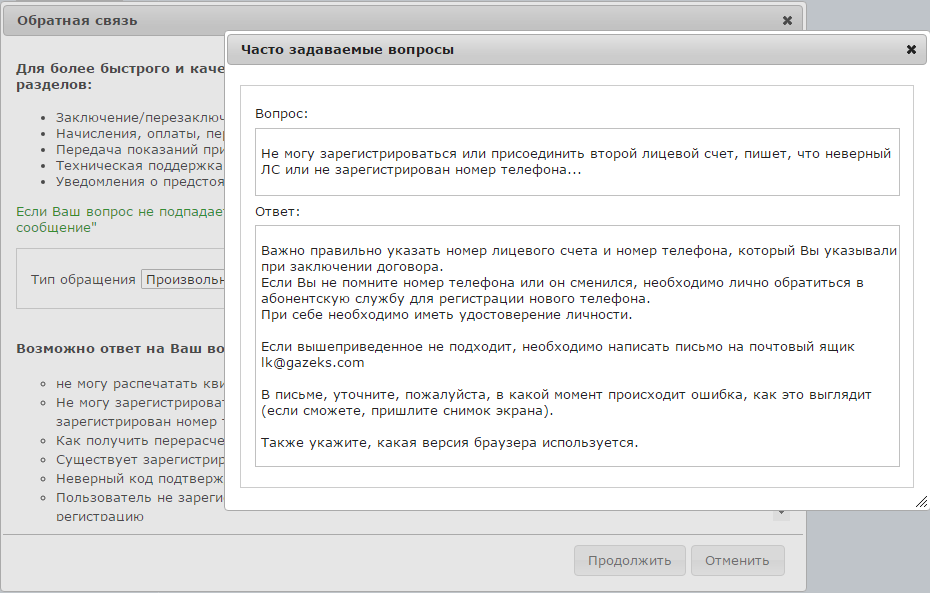 Обратная связь
Часто задаваемые вопросы
Для более быстрого и каче
разделов:
Заключение/перезаключ
Начисления, оплаты, пе
Передача показаний при
Техническая поддержка
Уведомления о предстоя
Если Ваш вопрос не подпадае
сообщение"
Тип обращения Произвольн
Возможно ответ на Ваш во
не могу распечатать кви
Не могу зарегистрироват
зарегистрирован номер т
Как получить перерасче
Существует зарегистрир
Неверный код подтверж
Пользователь не зареги
регистрацию
Вопрос:
Не могу зарегистрироваться или присоединить второй лицевой счет, пишет, что неверный
ЛС или не зарегистрирован номер телефона...
Ответ:
Важно правильно указать номер лицевого счета и номер телефона, который Вы указывали
при заключении договора.
Если Вы не помните номер телефона или он сменился, необходимо лично обратиться в
абонентскую службу для регистрации нового телефона.
При себе необходимо иметь удостоверение личности.
Если вышеприведенное не подходит, необходимо написать письмо на почтовый ящик
lk@gazeks.com
В письме, уточните, пожалуйста, в какой момент происходит ошибка, как это выглядит
(если сможете, пришлите снимок экрана).
Также укажите, какая версия браузера используется.
Продолжить
Отменить